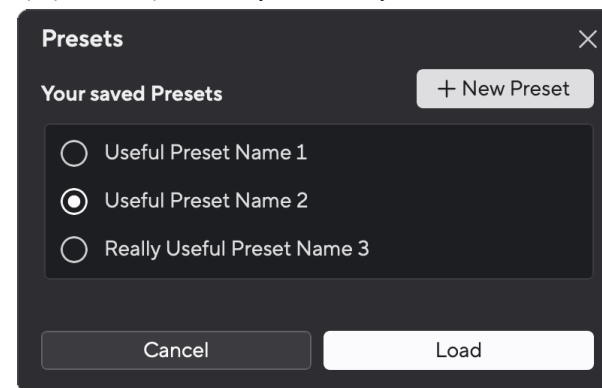 Presets
Your saved Presets
+ New Preset
Useful Preset Name 1
Useful Preset Name 2
Really Useful Preset Name 3
Cancel
Load